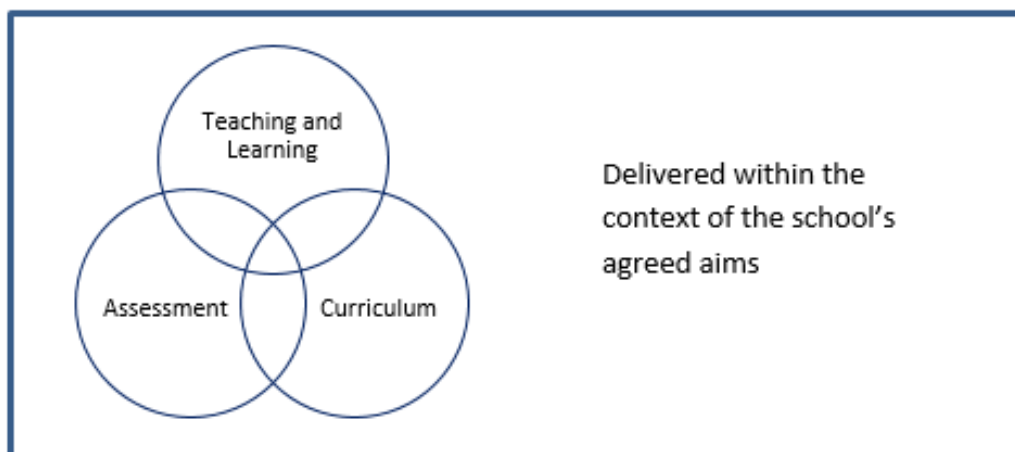 Teaching and
Learning
Assessment
Curriculum
Delivered within the
context of the school's
agreed aims